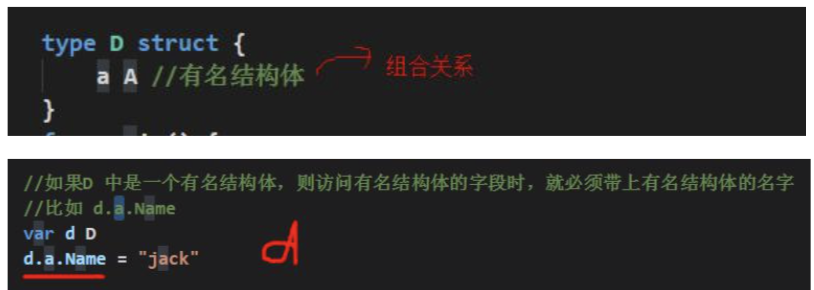 type D struct {
a A //有名结构体 组合关系
}
//如果D 中是一个有名结构体，则访问有名结构体的字段时，就必须带上有名结构体的名字
//比如 d.a.Name
var d D
d.a.Name = "jack"